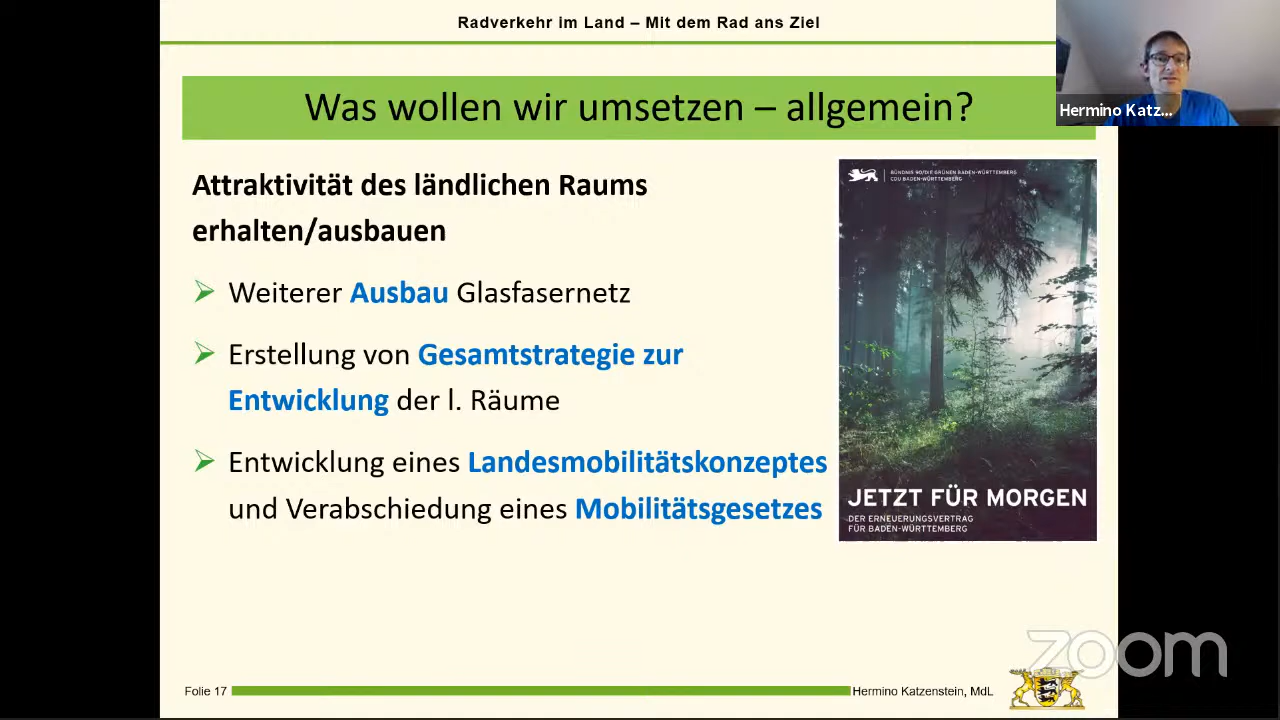 Radverkehr im Land – Mit dem Rad ans Ziel
Was wollen wir umsetzen – allgemein?
Hermino Katz...
Attraktivität des ländlichen Raums
erhalten/ausbauen
Weiterer Ausbau Glasfasernetz
Erstellung von Gesamtstrategie zur
Entwicklung der l. Räume
Entwicklung eines Landesmobilitätskonzeptes
und Verabschiedung eines Mobilitätsgesetzes
BÜNDNIS 90/DIE GRÜNEN BADEN-WÜRTTEMBERG
CDU BADEN-WÜRTTEMBERG
JETZT FÜR MORGEN
DER ERNEUERUNGSVERTRAG
FÜR BADEN-WÜRTTEMBERG
zoom
Folie 17
Hermino Katzenstein, MdL